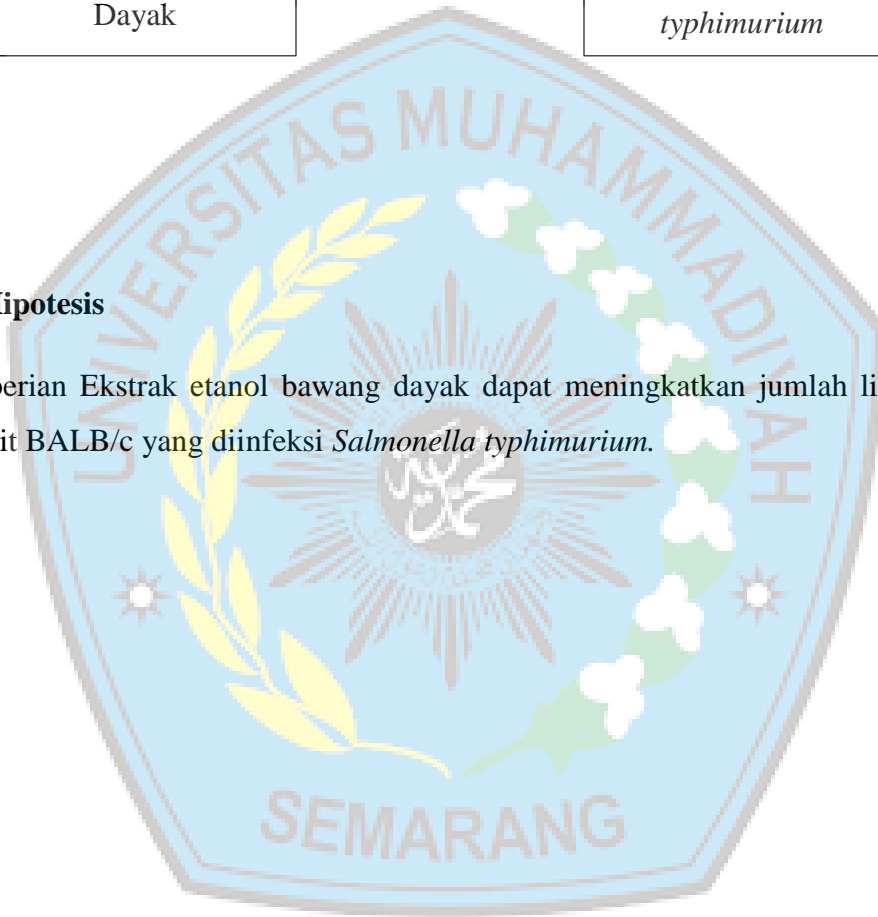 Dayak
typhimurium
UNIVERSITAS MUHAMMADIYAH
Hipotesis
berian Ekstrak etanol bawang dayak dapat meningkatkan jumlah li
it BALB/c yang diinfeksi Salmonella typhimurium.
محمد
SEMARANG